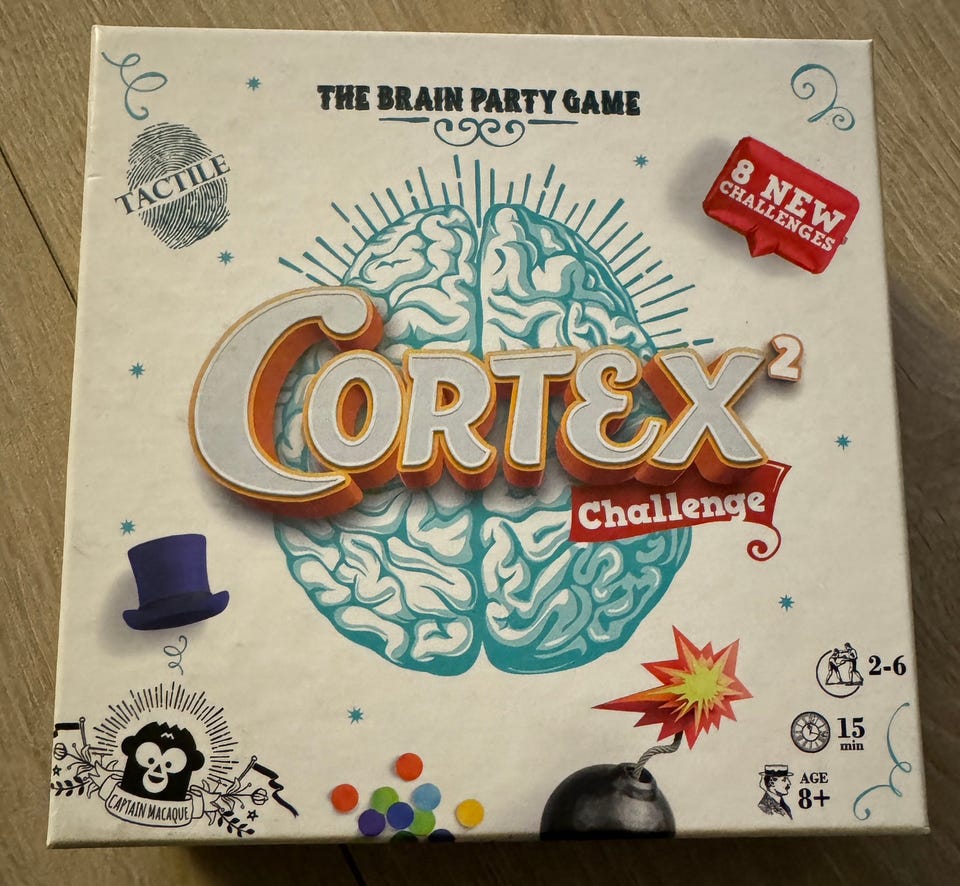 THE BRAIN PARTY GAME
TACTILE
8 NEW
CHALLENGES
CORTEX²
Challenge
2-6
15
min
AGE
8+
CAPTAIN MACAQUE